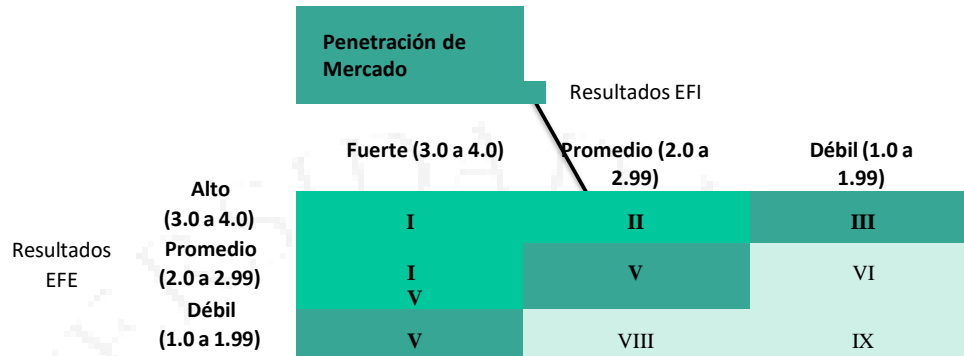 Penetración de
Mercado
Resultados EFI
Fuerte (3.0 a 4.0)
Promedio (2.0 a
2.99)
Débil (1.0 a
1.99)
Alto
(3.0 a 4.0)
I
II
III
Resultados
EFE
Promedio
(2.0 a 2.99)
I
V
V
VI
Débil
(1.0 a 1.99)
V
VIII
IX